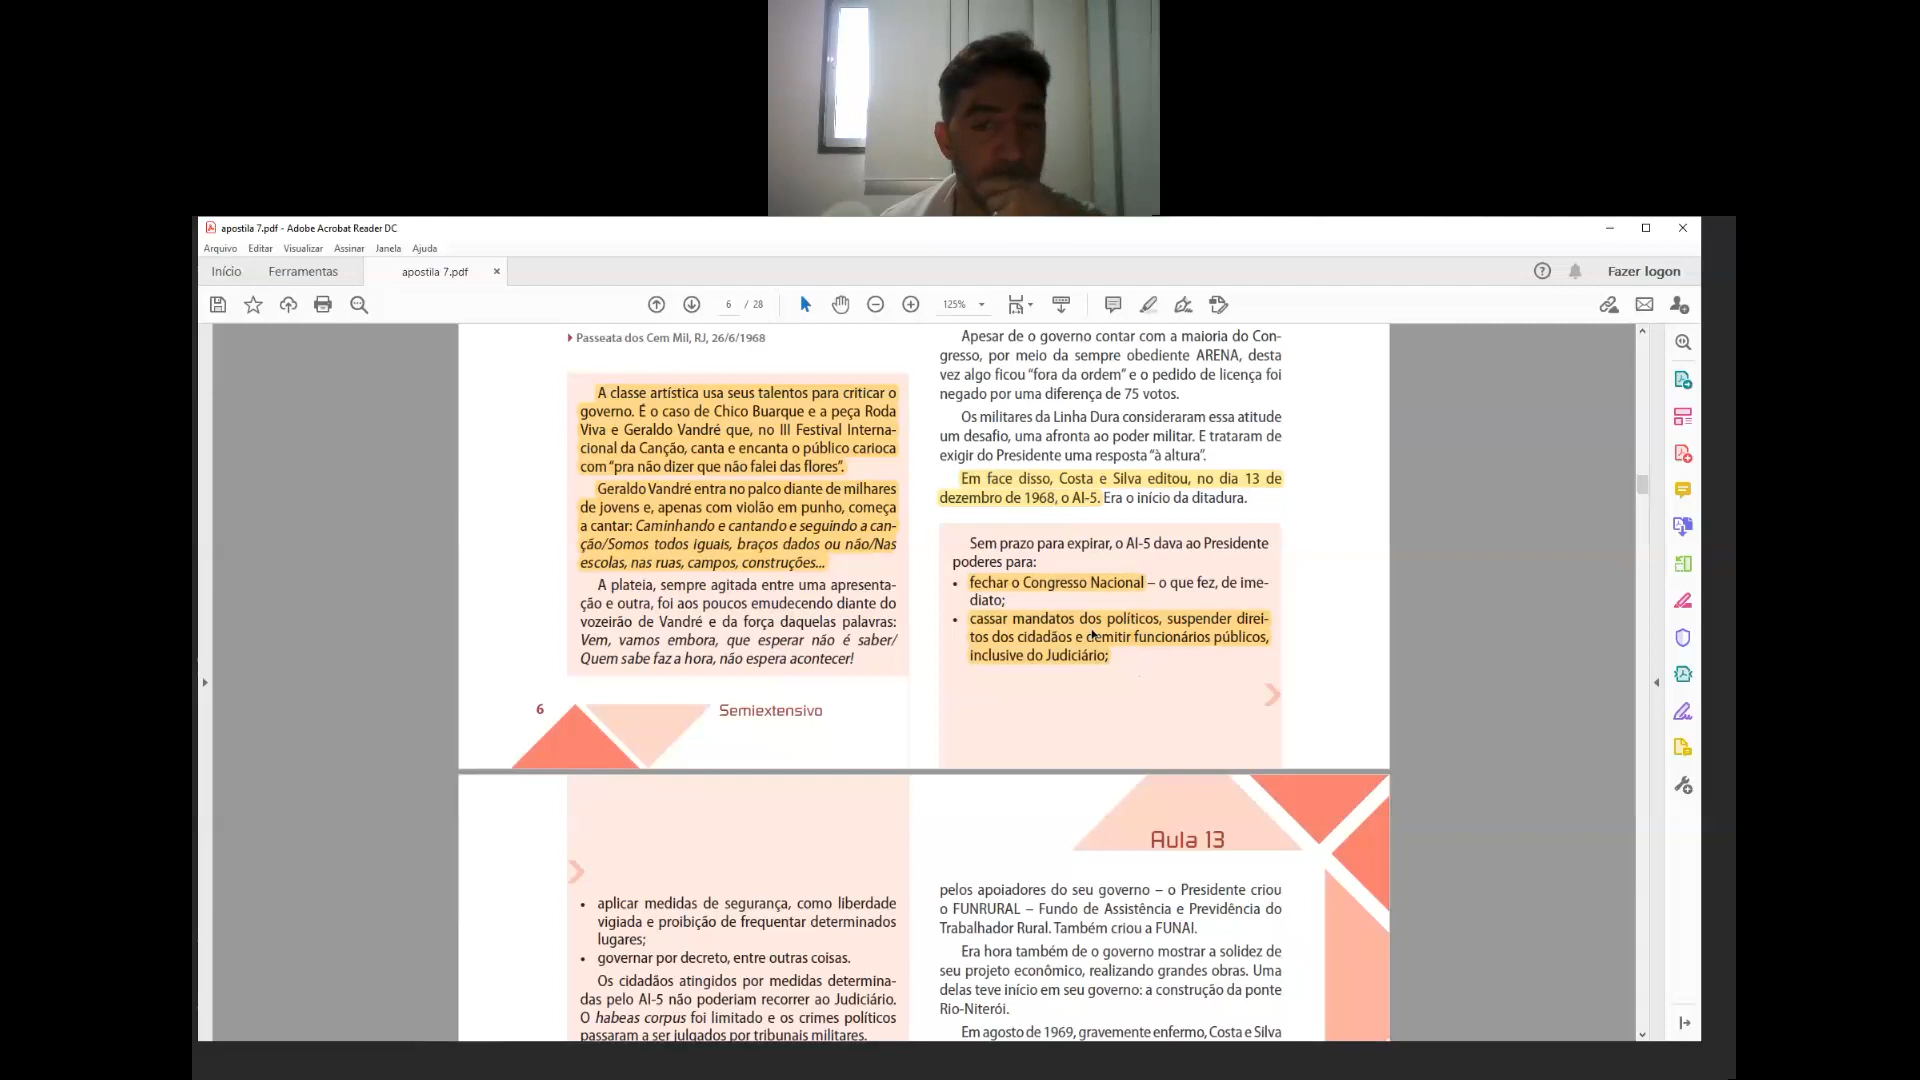 apostila 7.pdf - Adobe Acrobat Reader DC
Arquivo Editar Visualizar Assinar Janela Ajuda
Início Ferramentas apostila 7.pdf × Fazer logon
6 / 28 125%
Passeata dos Cem Mil, RJ, 26/6/1968
A classe artística usa seus talentos para criticar o
governo. É o caso de Chico Buarque e a peça Roda
Viva e Geraldo Vandré que, no III Festival Interna-
cional da Canção, canta e encanta o público carioca
com “pra não dizer que não falei das flores”.
Geraldo Vandré entra no palco diante de milhares
de jovens e, apenas com violão em punho, começa
a cantar: Caminhando e cantando e seguindo a can-
ção/Somos todos iguais, braços dados ou não/Nas
escolas, nas ruas, campos, construções...
A plateia, sempre agitada entre uma apresenta-
ção e outra, foi aos poucos emudecendo diante do
vozeirão de Vandré e da força daquelas palavras:
Vem, vamos embora, que esperar não é saber/
Quem sabe faz a hora, não espera acontecer!
6 Semiextensivo
Apesar de o governo contar com a maioria do Con-
gresso, por meio da sempre obediente ARENA, desta
vez algo ficou “fora da ordem” e o pedido de licença foi
negado por uma diferença de 75 votos.
Os militares da Linha Dura consideraram essa atitude
um desafio, uma afronta ao poder militar. E trataram de
exigir do Presidente uma resposta “à altura”.
Em face disso, Costa e Silva editou, no dia 13 de
dezembro de 1968, o AI-5. Era o início da ditadura.
Sem prazo para expirar, o AI-5 dava ao Presidente
poderes para:
• fechar o Congresso Nacional – o que fez, de ime-
diato;
• cassar mandatos dos políticos, suspender direi-
tos dos cidadãos e demitir funcionários públicos,
inclusive do Judiciário;
• aplicar medidas de segurança, como liberdade
vigiada e proibição de frequentar determinados
lugares;
• governar por decreto, entre outras coisas.
Os cidadãos atingidos por medidas determina-
das pelo AI-5 não poderiam recorrer ao Judiciário.
O habeas corpus foi limitado e os crimes políticos
passaram a ser julgados por tribunais militares.
Aula 13
pelos apoiadores do seu governo – o Presidente criou
o FUNRURAL – Fundo de Assistência e Previdência do
Trabalhador Rural. Também criou a FUNAI.
Era hora também de o governo mostrar a solidez de
seu projeto econômico, realizando grandes obras. Uma
delas teve início em seu governo: a construção da ponte
Rio-Niterói.
Em agosto de 1969, gravemente enfermo, Costa e Silva